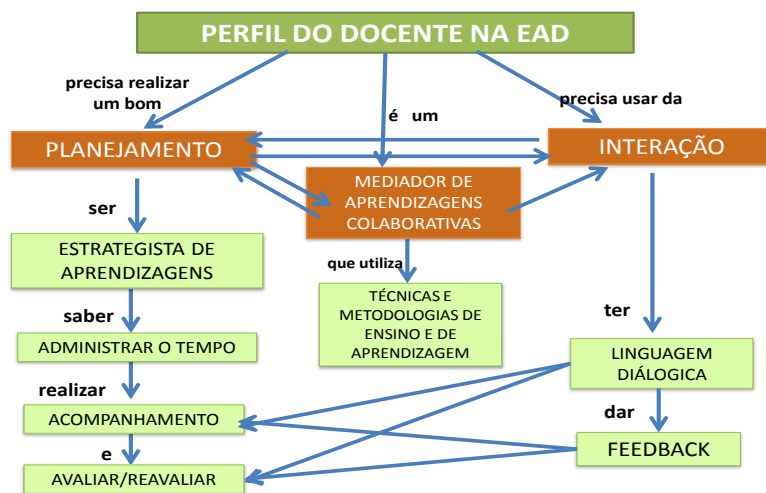 PERFIL DO DOCENTE NA EAD
precisa realizar
um bom
é um
precisa usar da
PLANEJAMENTO
INTERAÇÃO
MEDIADOR DE
APRENDIZAGENS
COLABORATIVAS
ser
ESTRATEGISTA DE
APRENDIZAGENS
que utiliza
TÉCNICAS E
METODOLOGIAS DE
ENSINO E DE
APRENDIZAGEM
saber
ter
ADMINISTRAR O TEMPO
LINGUAGEM
DIÁLOGICA
realizar
dar
ACOMPANHAMENTO
FEEDBACK
e
AVALIAR/REAVALIAR